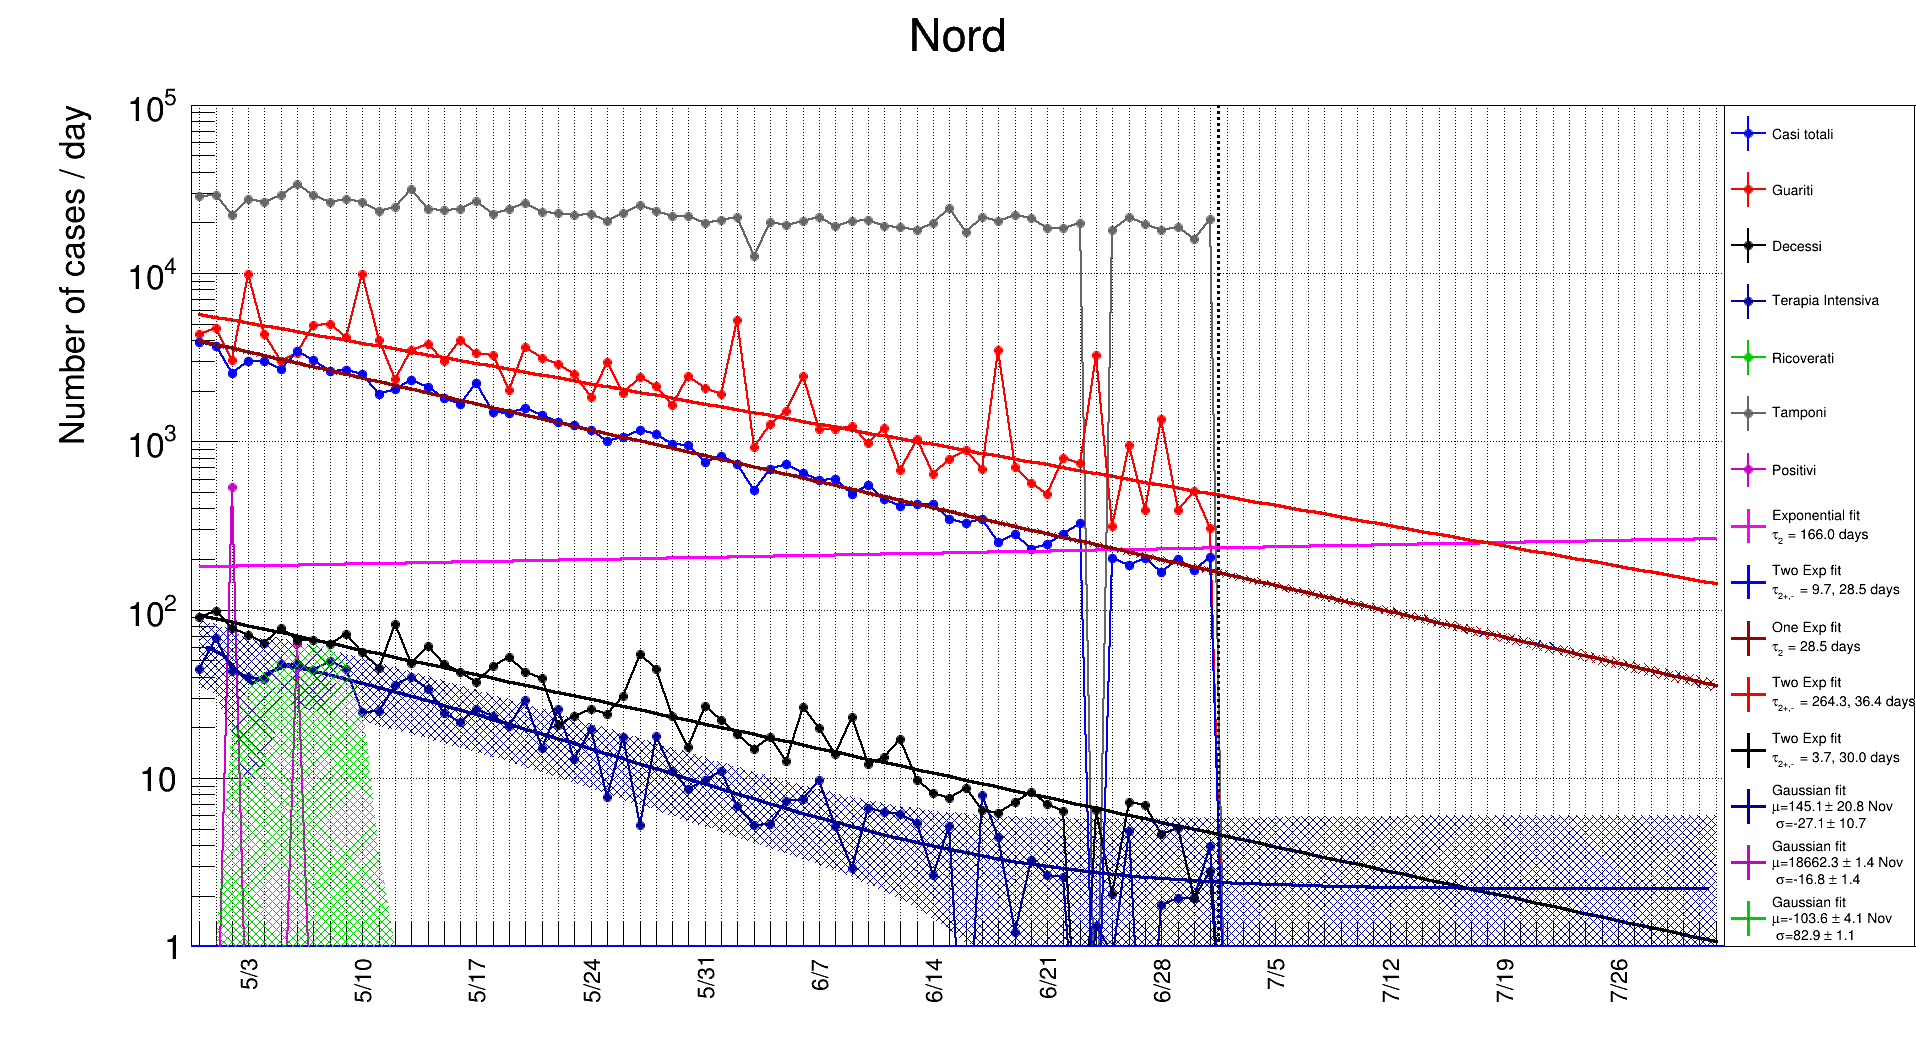 Nord
Number of cases / day
10^5
10^4
10^3
10^2
10
1
5/3
5/10
5/17
5/24
5/31
6/7
6/14
6/21
6/28
7/5
7/12
7/19
7/26
Casi totali
Guariti
Decessi
Terapia Intensiva
Ricoverati
Tamponi
Positivi
Exponential fit
τ2 = 166.0 days
Two Exp fit
τ2+,- = 9.7, 28.5 days
One Exp fit
τ2 = 28.5 days
Two Exp fit
τ2+,- = 264.3, 36.4 days
Two Exp fit
τ2+,- = 3.7, 30.0 days
Gaussian fit
μ=145.1 ± 20.8 Nov
σ=-27.1 ± 10.7
Gaussian fit
μ=18662.3 ± 1.4 Nov
σ=-16.8 ± 1.4
Gaussian fit
μ=-103.6 ± 4.1 Nov
σ=82.9 ± 1.1